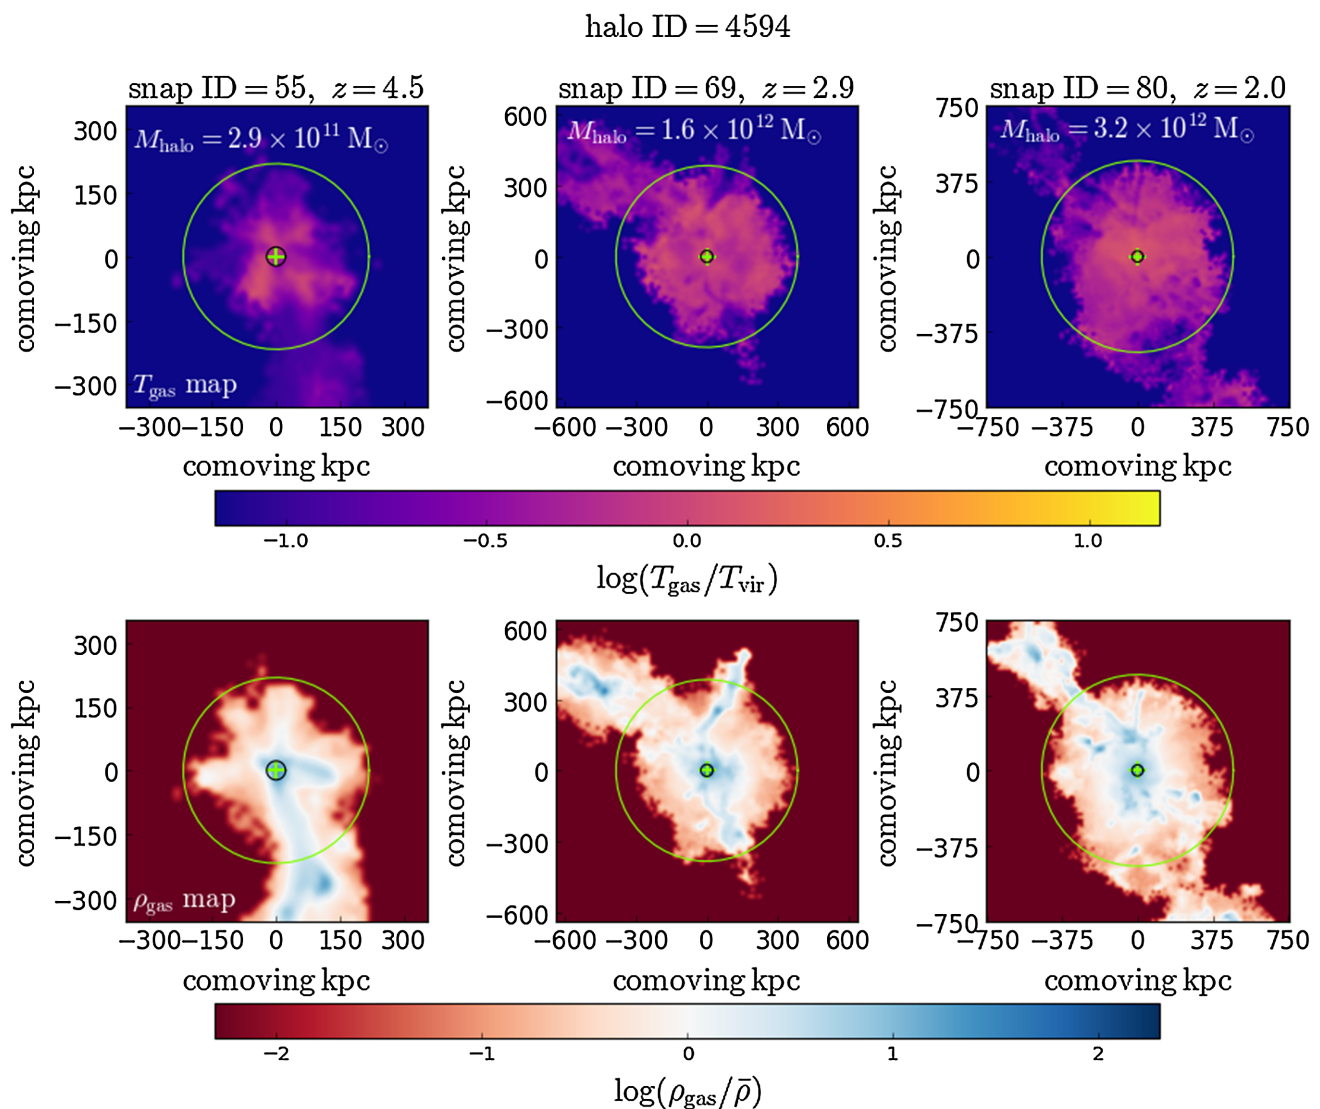 halo ID = 4594
snap ID = 55, z = 4.5
snap ID = 69, z = 2.9
snap ID = 80, z = 2.0
M_halo = 2.9 × 10^11 M_⊙
M_halo = 1.6 × 10^12 M_⊙
M_halo = 3.2 × 10^12 M_⊙
T_gas map
comoving kpc
300
150
0
−150
−300
−300 −150 0 150 300
comoving kpc
comoving kpc
600
300
0
−300
−600
−600 −300 0 300 600
comoving kpc
comoving kpc
750
375
0
−375
−750
−750 −375 0 375 750
comoving kpc
−1.0 −0.5 0.0 0.5 1.0
log(T_gas/T_vir)
comoving kpc
300
150
0
−150
−300
ρ_gas map
−300 −150 0 150 300
comoving kpc
comoving kpc
600
300
0
−300
−600
−600 −300 0 300 600
comoving kpc
comoving kpc
750
375
0
−375
−750
−750 −375 0 375 750
comoving kpc
−2 −1 0 1 2
log(ρ_gas/ρ̄)